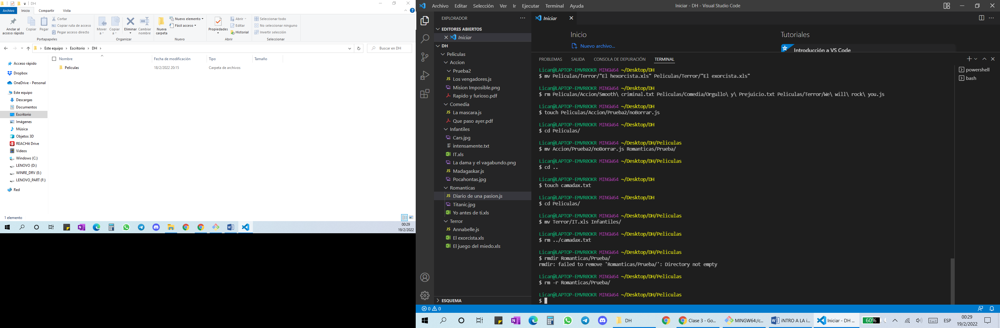 DH
Archivo Inicio Compartir Vista
Anclar al acceso rápido
Copiar
Pegar
Cortar
Copiar ruta de acceso
Pegar acceso directo
Portapapeles
Mover a
Copiar a
Eliminar
Cambiar nombre
Organizar
Nueva carpeta
Nuevo elemento
Fácil acceso
Nuevo
Propiedades
Abrir
Editar
Historial
Abrir
Seleccionar todo
No seleccionar ninguno
Invertir selección
Seleccionar
Este equipo > Escritorio > DH >
Buscar en DH
Nombre Fecha de modificación Tipo Tamaño
Peliculas 18/2/2022 20:15 Carpeta de archivos
Acceso rápido
Dropbox
OneDrive - Personal
Este equipo
Descargas
Documentos
Escritorio
Imágenes
Música
Objetos 3D
REACHit Drive
Videos
Windows (C:)
LENOVO (D:)
WINRE_DRV (E:)
LENOVO_PART (F:)
Red
1 elemento
00:29
19/2/2022
Archivo Editar Selección Ver Ir Ejecutar Terminal Ayuda
Iniciar - DH - Visual Studio Code
EXPLORADOR
EDITORES ABIERTOS
Iniciar
DH
Peliculas
Accion
Prueba2
Los vengadores.js
Mision Imposible.png
Rapido y furioso.pdf
Comedia
La mascara.js
Que paso ayer.pdf
Infantiles
Cars.jpg
intensamente.txt
IT.xls
La dama y el vagabundo.png
Madagaskar.js
Pocahontas.jpg
Romanticas
Diario de una pasion.js
Titanic.jpg
Yo antes de ti.xls
Terror
Annabelle.js
El exorcista.xls
El juego del miedo.xls
ESQUEMA
Iniciar
Inicio
Nuevo archivo...
Tutoriales
Introducción a VS Code
PROBLEMAS SALIDA CONSOLA DE DEPURACIÓN TERMINAL
powershell
bash
Lican@LAPTOP-EMVR0OKR MINGW64 ~/Desktop/DH
$ mv Peliculas/Terror/"El hexorcista.xls" Peliculas/Terror/"El exorcista.xls"
Lican@LAPTOP-EMVR0OKR MINGW64 ~/Desktop/DH
$ rm Peliculas/Accion/Smooth\ criminal.txt Peliculas/Comedia/Orgullo\ y\ Prejuicio.txt Peliculas/Terror/We\ will\ rock\ you.js
Lican@LAPTOP-EMVR0OKR MINGW64 ~/Desktop/DH
$ touch Peliculas/Accion/Prueba2/noBorrar.js
Lican@LAPTOP-EMVR0OKR MINGW64 ~/Desktop/DH
$ cd Peliculas/
Lican@LAPTOP-EMVR0OKR MINGW64 ~/Desktop/DH/Peliculas
$ mv Accion/Prueba2/noBorrar.js Romanticas/Prueba/
Lican@LAPTOP-EMVR0OKR MINGW64 ~/Desktop/DH/Peliculas
$ cd ..
Lican@LAPTOP-EMVR0OKR MINGW64 ~/Desktop/DH
$ touch camadax.txt
Lican@LAPTOP-EMVR0OKR MINGW64 ~/Desktop/DH
$ cd Peliculas/
Lican@LAPTOP-EMVR0OKR MINGW64 ~/Desktop/DH/Peliculas
$ mv Terror/IT.xls Infantiles/
Lican@LAPTOP-EMVR0OKR MINGW64 ~/Desktop/DH/Peliculas
$ rm ../camadax.txt
Lican@LAPTOP-EMVR0OKR MINGW64 ~/Desktop/DH/Peliculas
$ rmdir Romanticas/Prueba/
rmdir: failed to remove 'Romanticas/Prueba/': Directory not empty
Lican@LAPTOP-EMVR0OKR MINGW64 ~/Desktop/DH/Peliculas
$ rm -r Romanticas/Prueba/
Lican@LAPTOP-EMVR0OKR MINGW64 ~/Desktop/DH/Peliculas
$
0 0
DH
Clase 3 - Go...
MINGW64:/c...
iNTRO A LA i...
Iniciar - DH ...
60%
ESP
00:29
19/2/2022